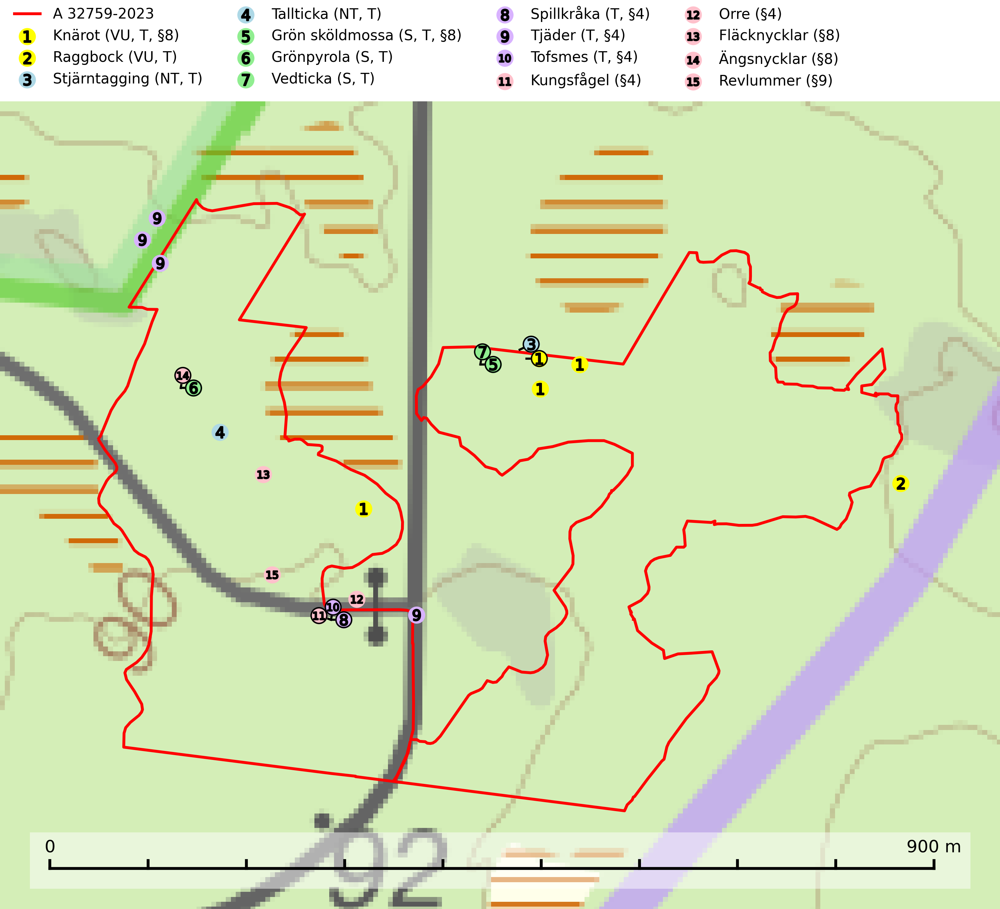 A 32759-2023
1 Knärot (VU, T, §8)
2 Raggbock (VU, T)
3 Stjärntagging (NT, T)
4 Tallticka (NT, T)
5 Grön sköldmossa (S, T, §8)
6 Grönpyrola (S, T)
7 Vedticka (S, T)
8 Spillkråka (T, §4)
9 Tjäder (T, §4)
10 Tofsmes (T, §4)
11 Kungsfågel (§4)
12 Orre (§4)
13 Fläcknycklar (§8)
14 Ängsnycklar (§8)
15 Revlummer (§9)
9
9
9
3
7
1
5
1
14
6
1
4
13
2
1
15
12
10
9
11
8
92
0
900 m